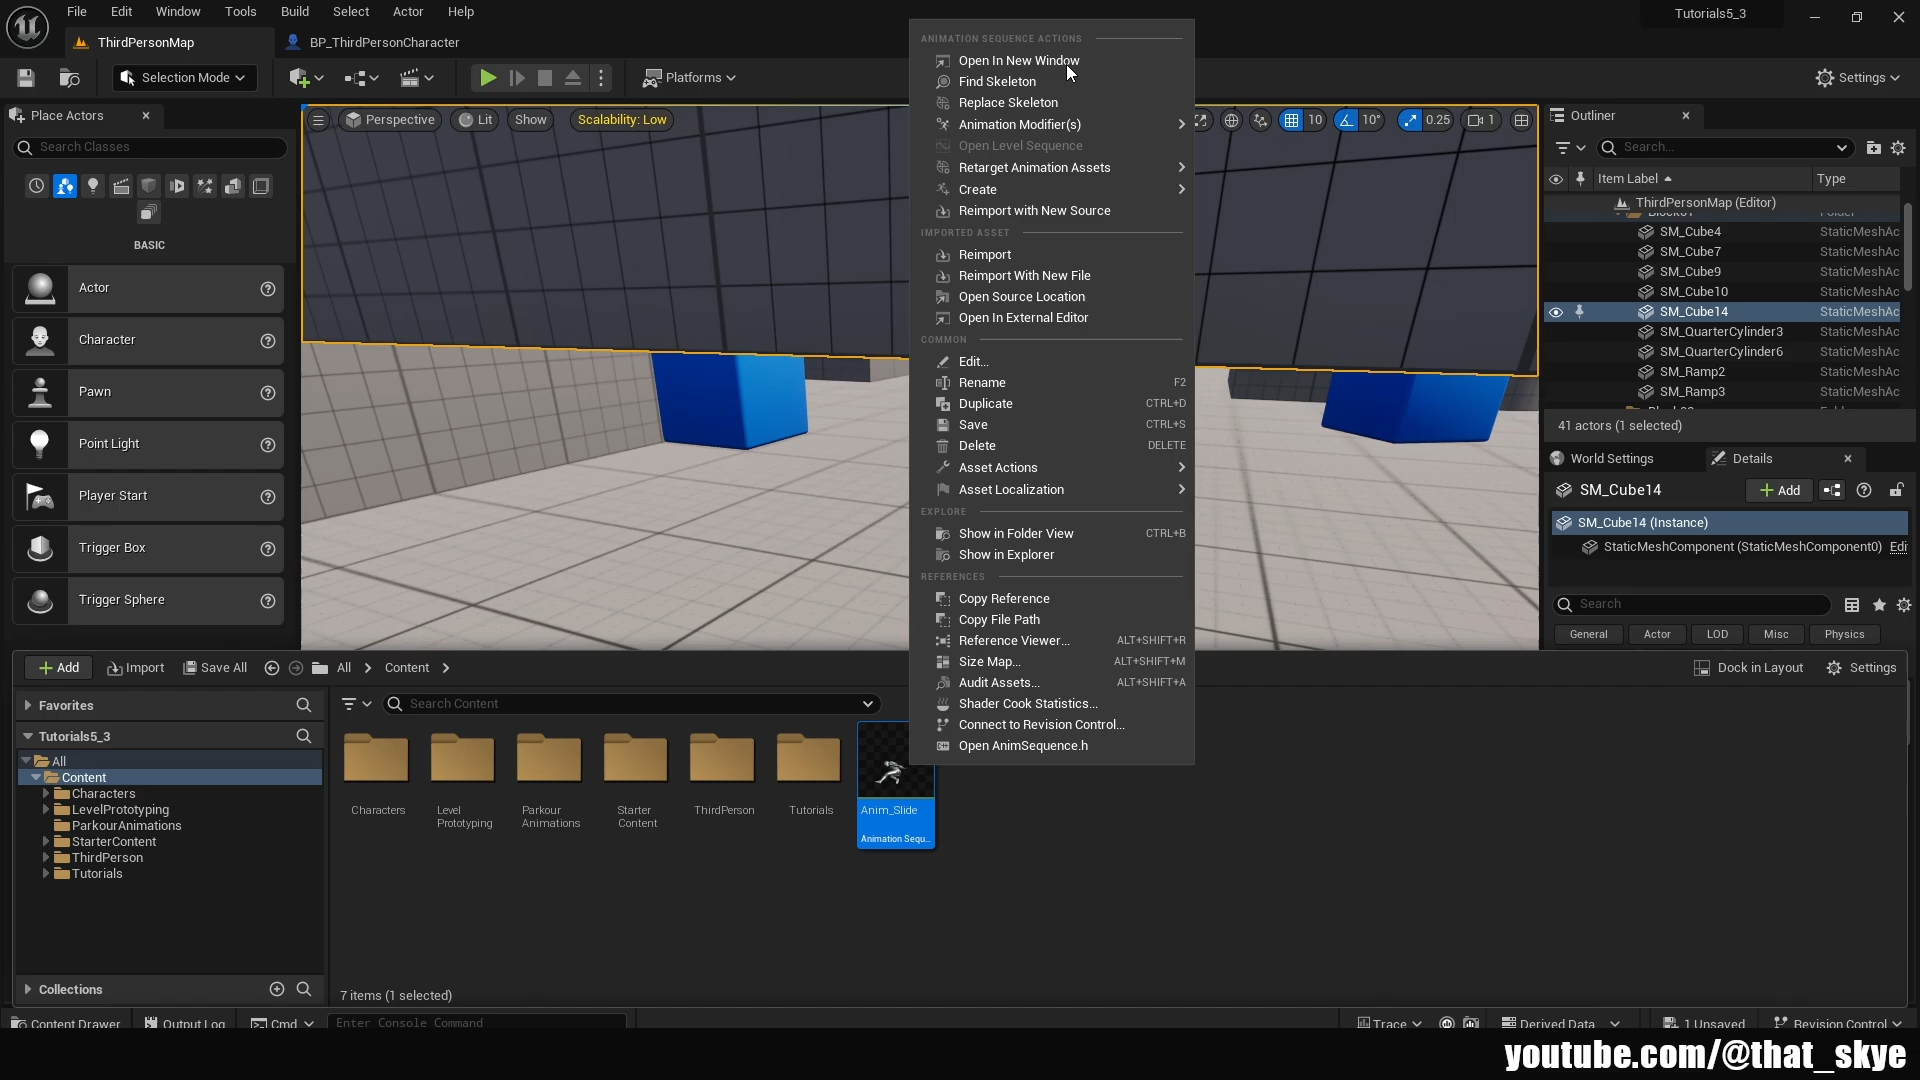 File Edit Window Tools Build Select Actor Help
Tutorials5_3
ThirdPersonMap
BP_ThirdPersonCharacter
Selection Mode
Platforms
Settings
Place Actors
Search Classes
BASIC
Actor
Character
Pawn
Point Light
Player Start
Trigger Box
Trigger Sphere
Perspective
Lit
Show
Scalability: Low
10
10°
0.25
1
ANIMATION SEQUENCE ACTIONS
Open In New Window
Find Skeleton
Replace Skeleton
Animation Modifier(s)
Open Level Sequence
Retarget Animation Assets
Create
Reimport with New Source
IMPORTED ASSET
Reimport
Reimport With New File
Open Source Location
Open In External Editor
COMMON
Edit...
Rename F2
Duplicate CTRL+D
Save CTRL+S
Delete DELETE
Asset Actions
Asset Localization
EXPLORE
Show in Folder View CTRL+B
Show in Explorer
REFERENCES
Copy Reference
Copy File Path
Reference Viewer... ALT+SHIFT+R
Size Map... ALT+SHIFT+M
Audit Assets... ALT+SHIFT+A
Shader Cook Statistics...
Connect to Revision Control...
Open AnimSequence.h
Outliner
Search...
Item Label Type
ThirdPersonMap (Editor)
SM_Cube4 StaticMeshAc
SM_Cube7 StaticMeshAc
SM_Cube9 StaticMeshAc
SM_Cube10 StaticMeshAc
SM_Cube14 StaticMeshAc
SM_QuarterCylinder3 StaticMeshAc
SM_QuarterCylinder6 StaticMeshAc
SM_Ramp2 StaticMeshAc
SM_Ramp3 StaticMeshAc
41 actors (1 selected)
World Settings
Details
SM_Cube14
Add
SM_Cube14 (Instance)
StaticMeshComponent (StaticMeshComponent0) Edi
Search
General Actor LOD Misc Physics
Add
Import
Save All
All
Content
Dock in Layout
Settings
Favorites
Tutorials5_3
All
Content
Characters
LevelPrototyping
ParkourAnimations
StarterContent
ThirdPerson
Tutorials
Collections
Search Content
Characters
Level
Prototyping
Parkour
Animations
Starter
Content
ThirdPerson
Tutorials
Anim_Slide
Animation Sequ...
7 items (1 selected)
Content Drawer
Output Log
Cmd
Enter Console Command
Trace
Derived Data
1 Unsaved
Revision Control
youtube.com/@that_skye